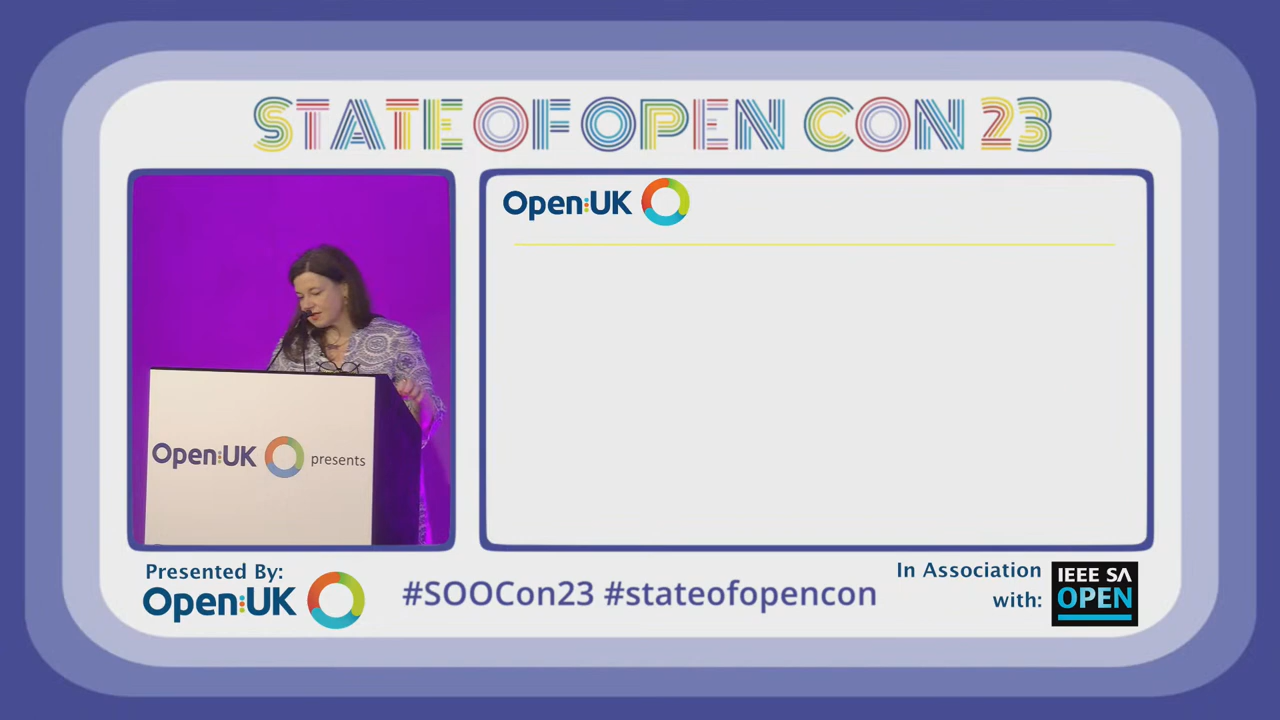 STATE OF OPEN CON 23
Open:UK
Open:UK presents
Presented By:
Open:UK
#SOOCon23 #stateofopencon
In Association
with:
IEEE SA
OPEN